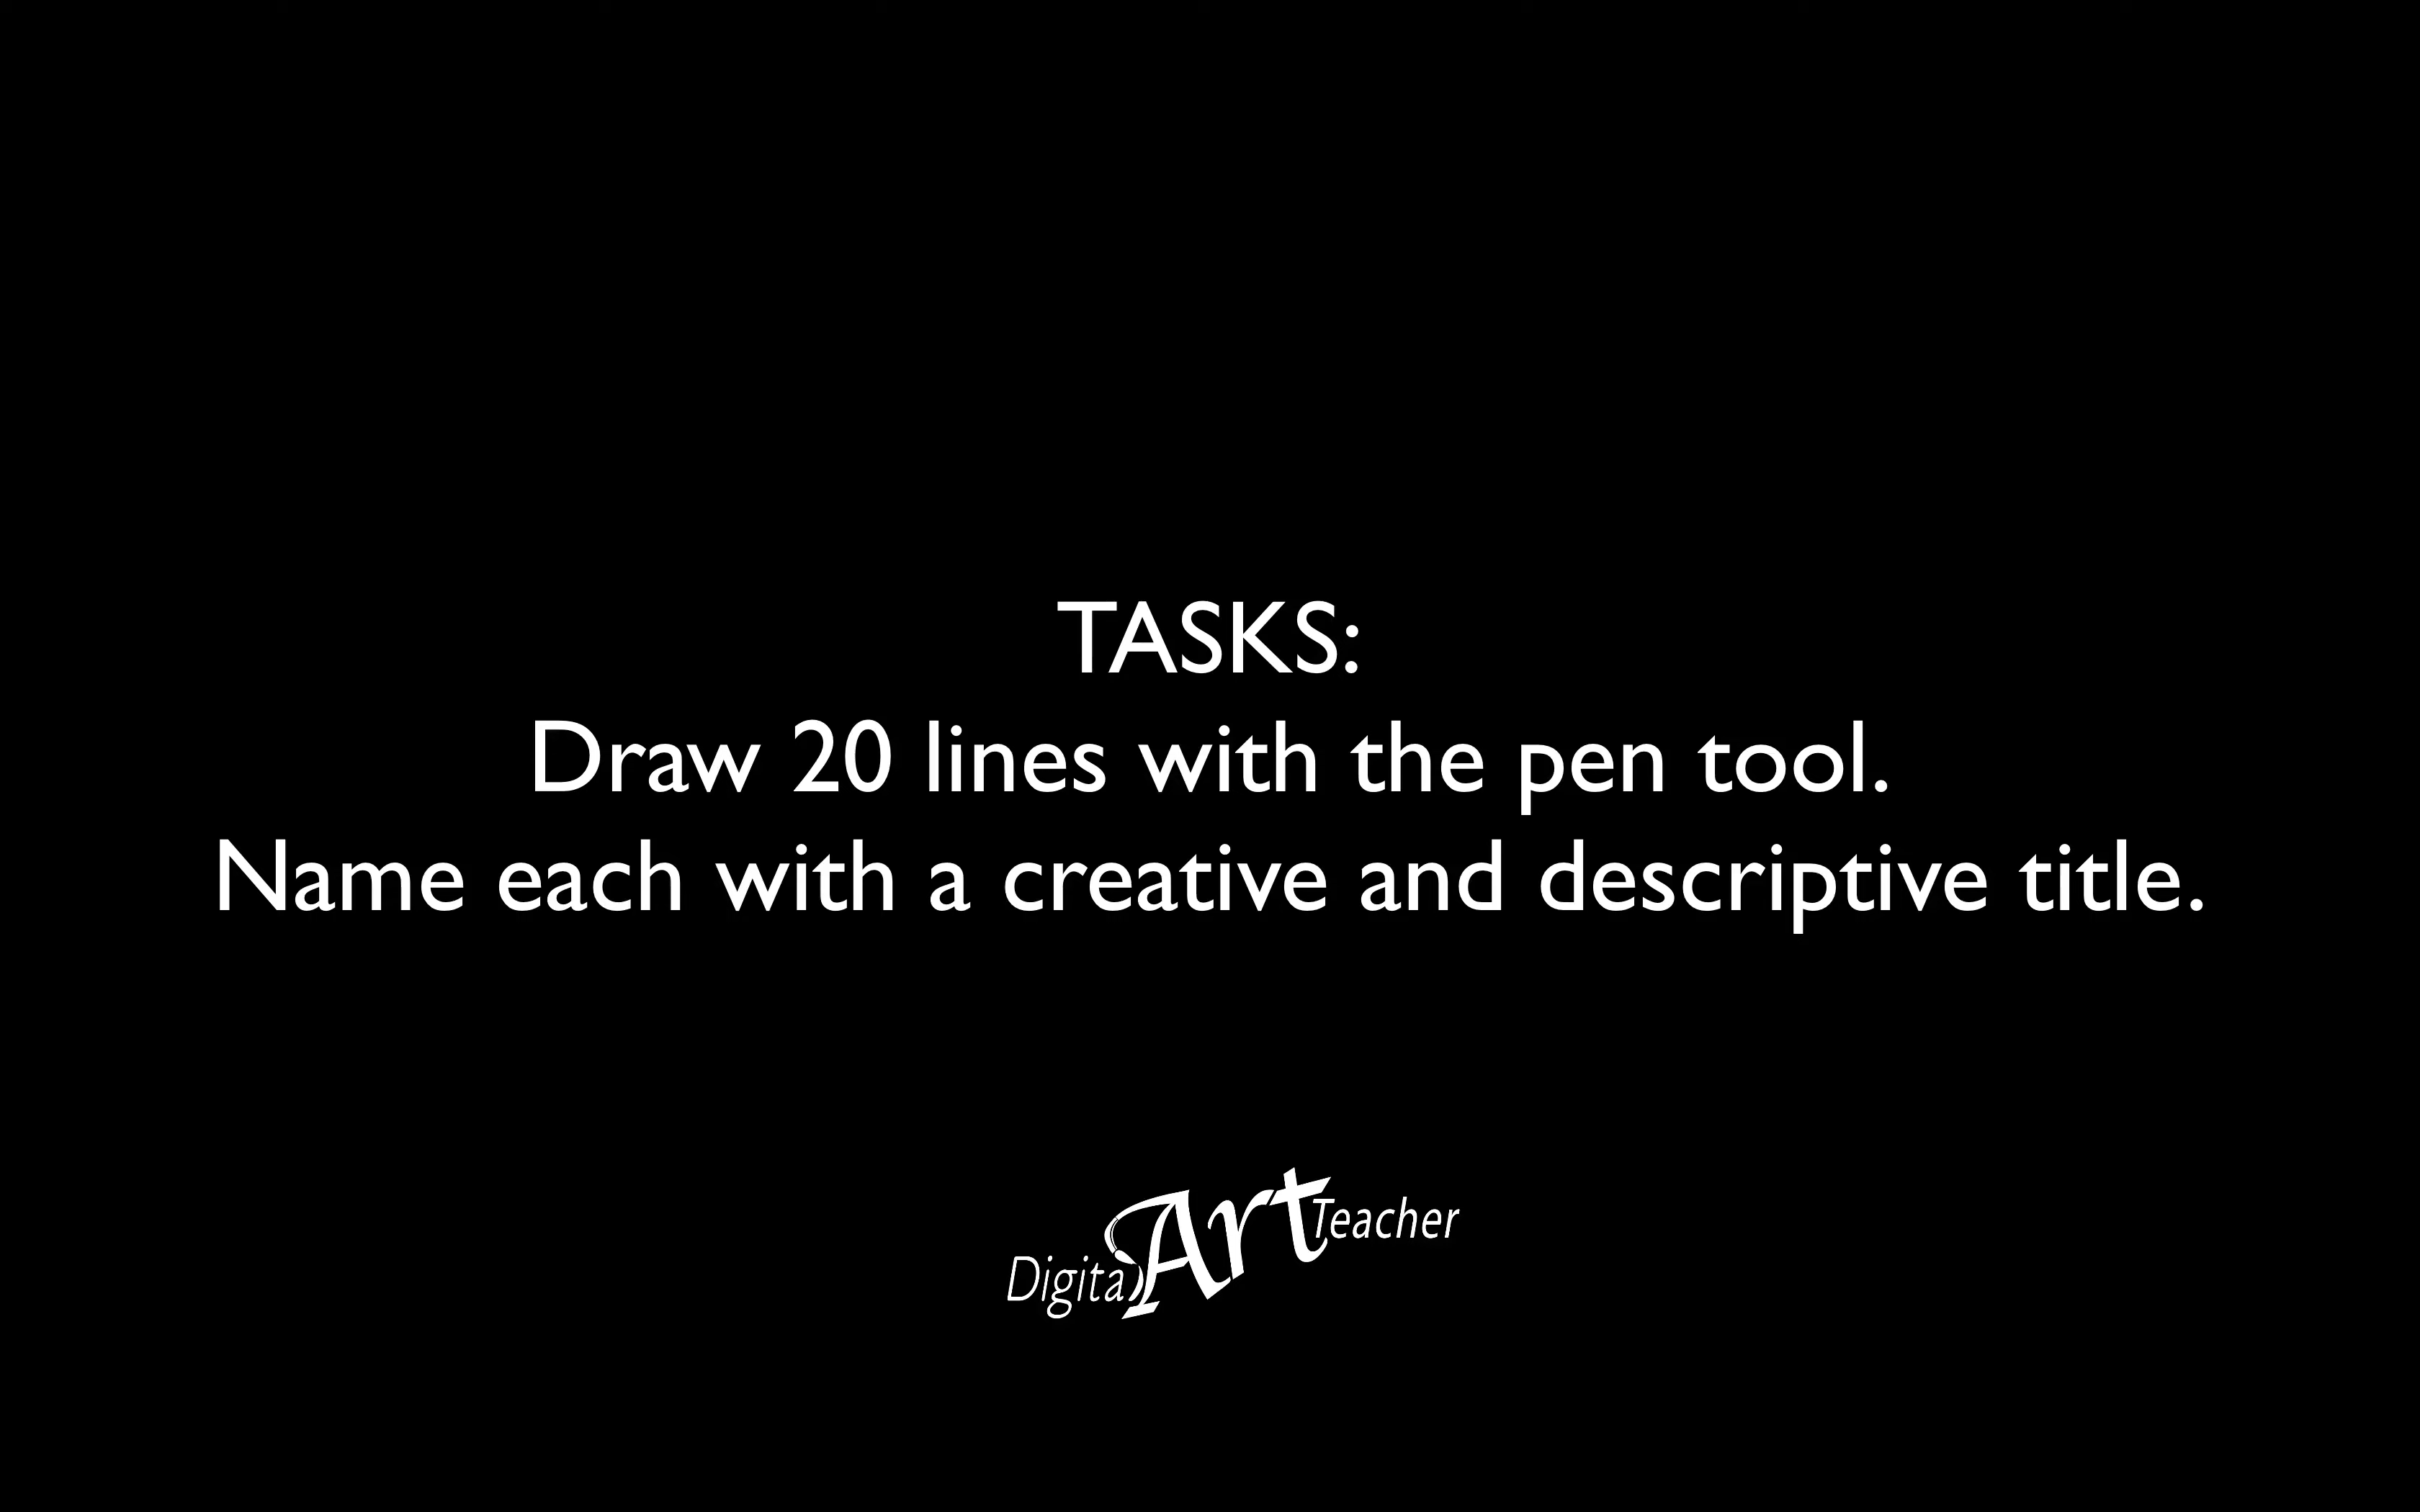 TASKS:
Draw 20 lines with the pen tool.
Name each with a creative and descriptive title.
Digital Art Teacher